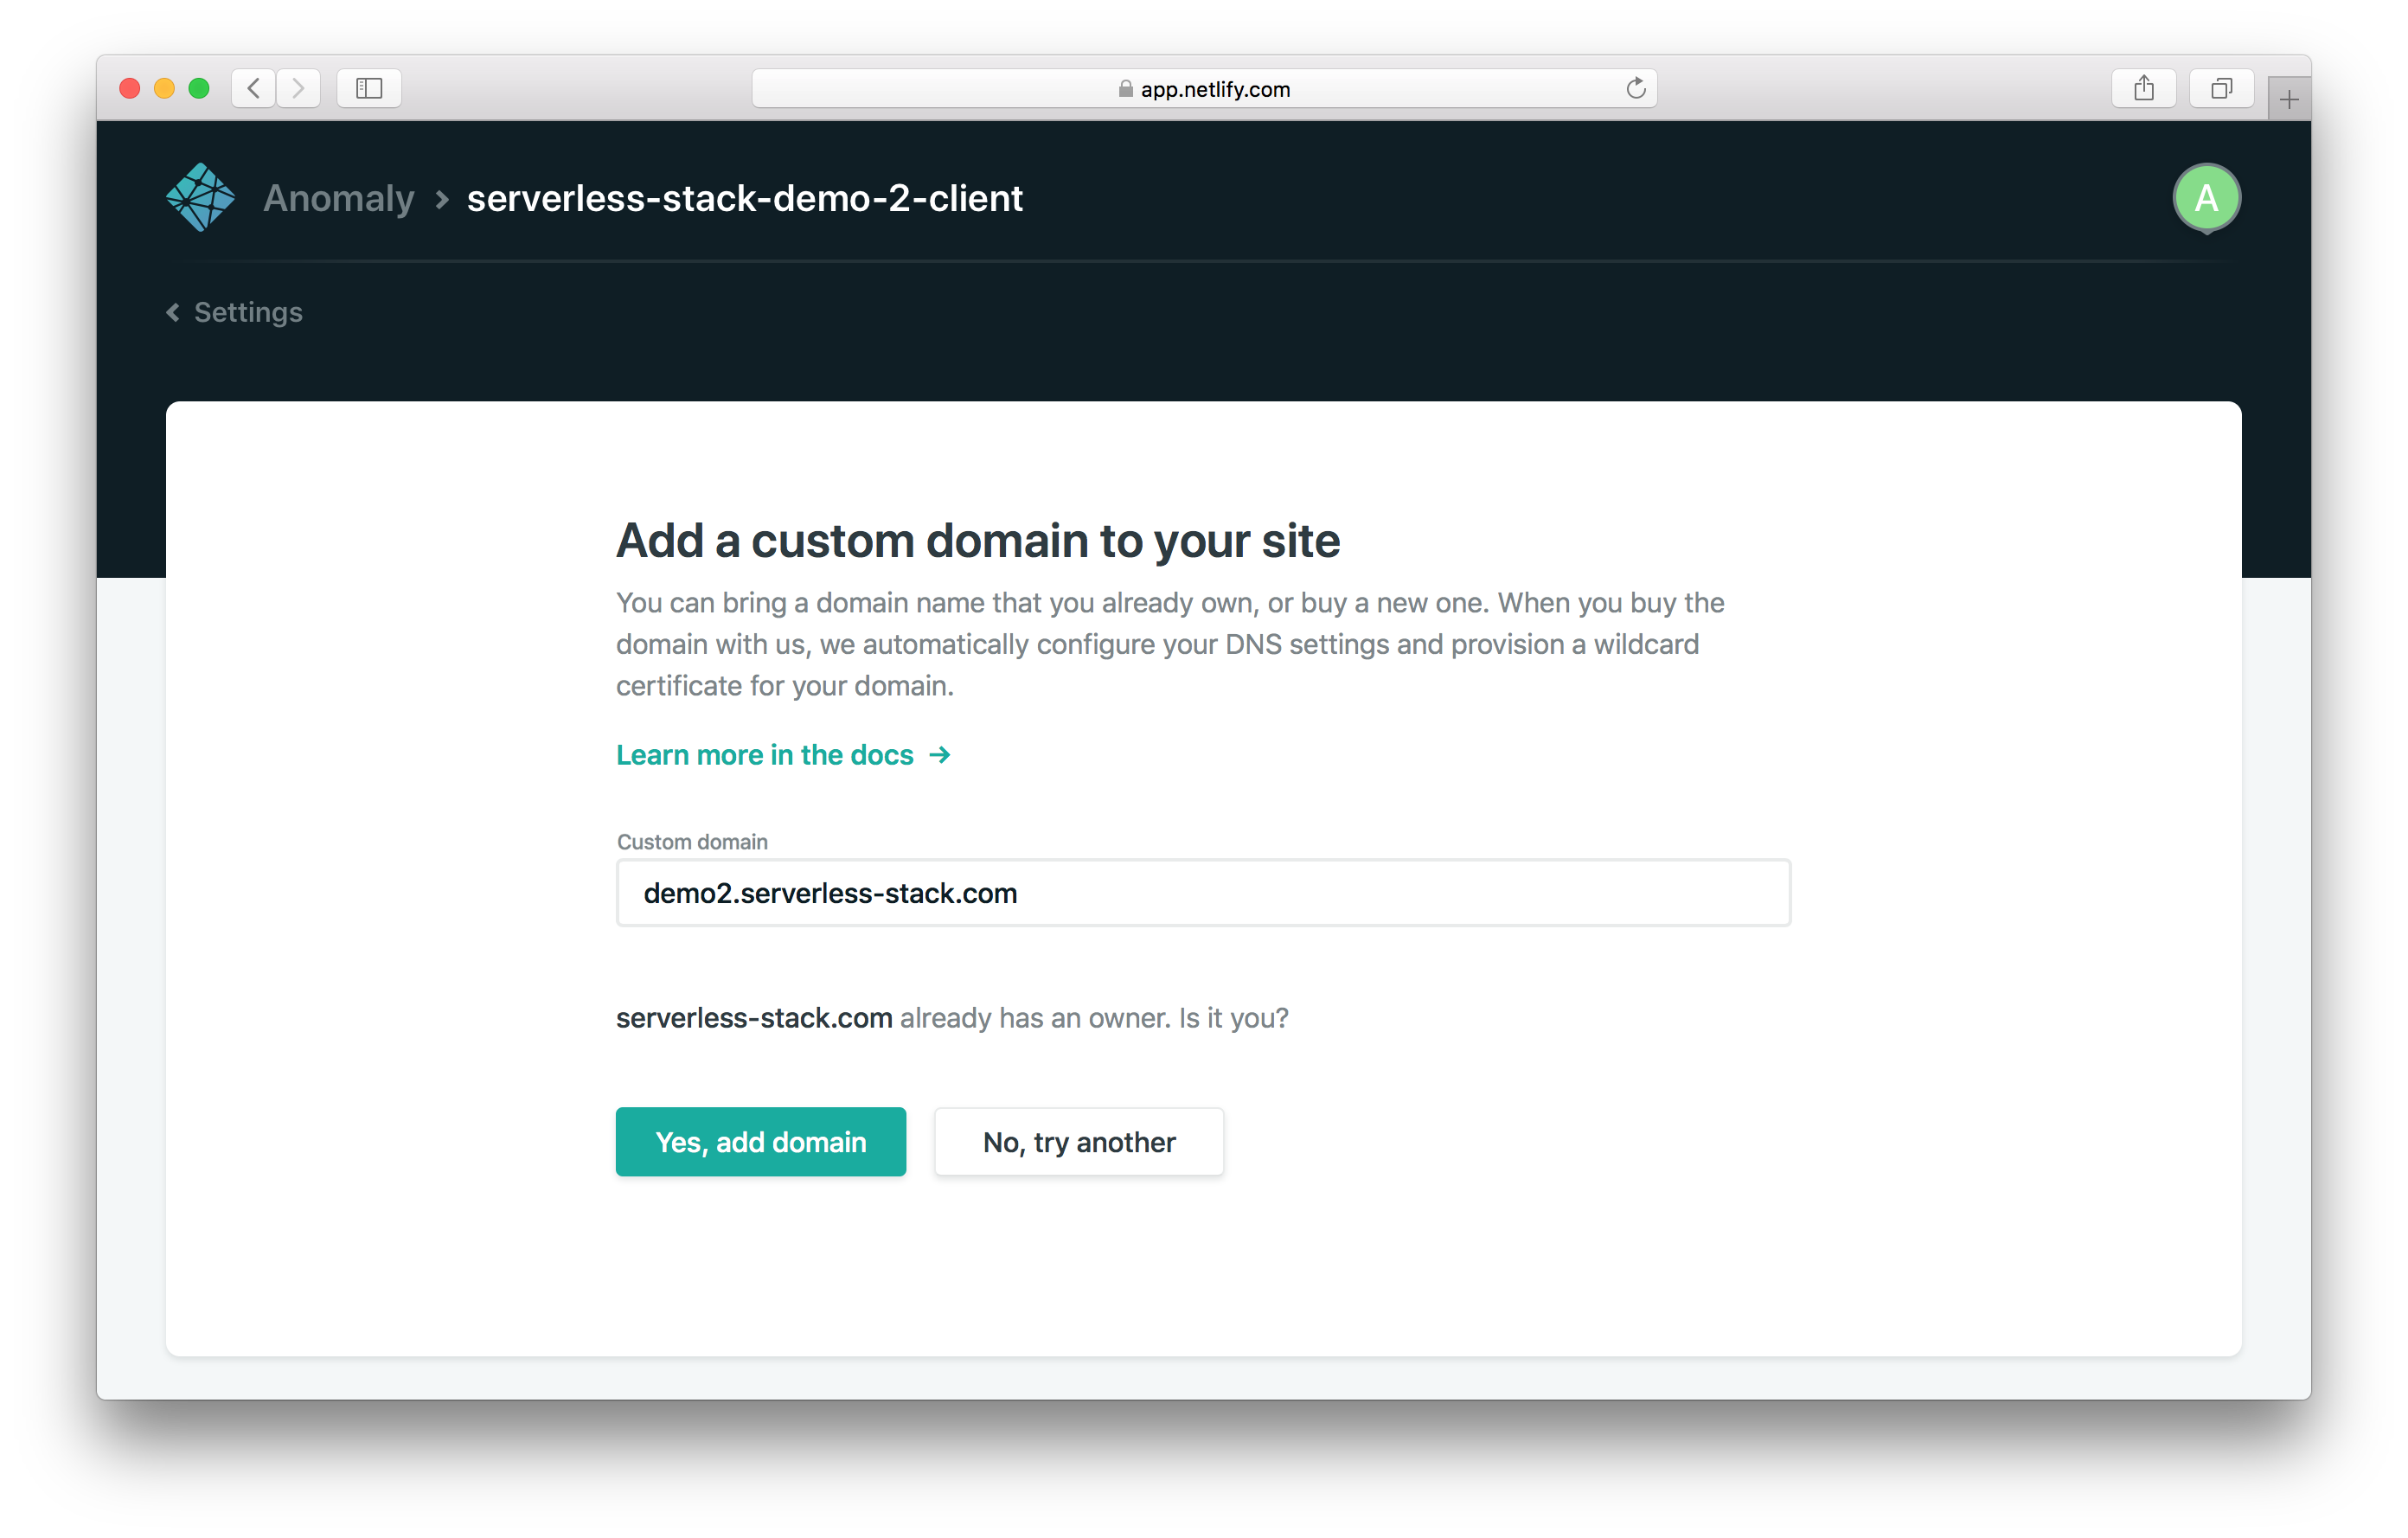 app.netlify.com
Anomaly > serverless-stack-demo-2-client
A
Settings
Add a custom domain to your site
You can bring a domain name that you already own, or buy a new one. When you buy the
domain with us, we automatically configure your DNS settings and provision a wildcard
certificate for your domain.
Learn more in the docs →
Custom domain
demo2.serverless-stack.com
serverless-stack.com already has an owner. Is it you?
Yes, add domain
No, try another